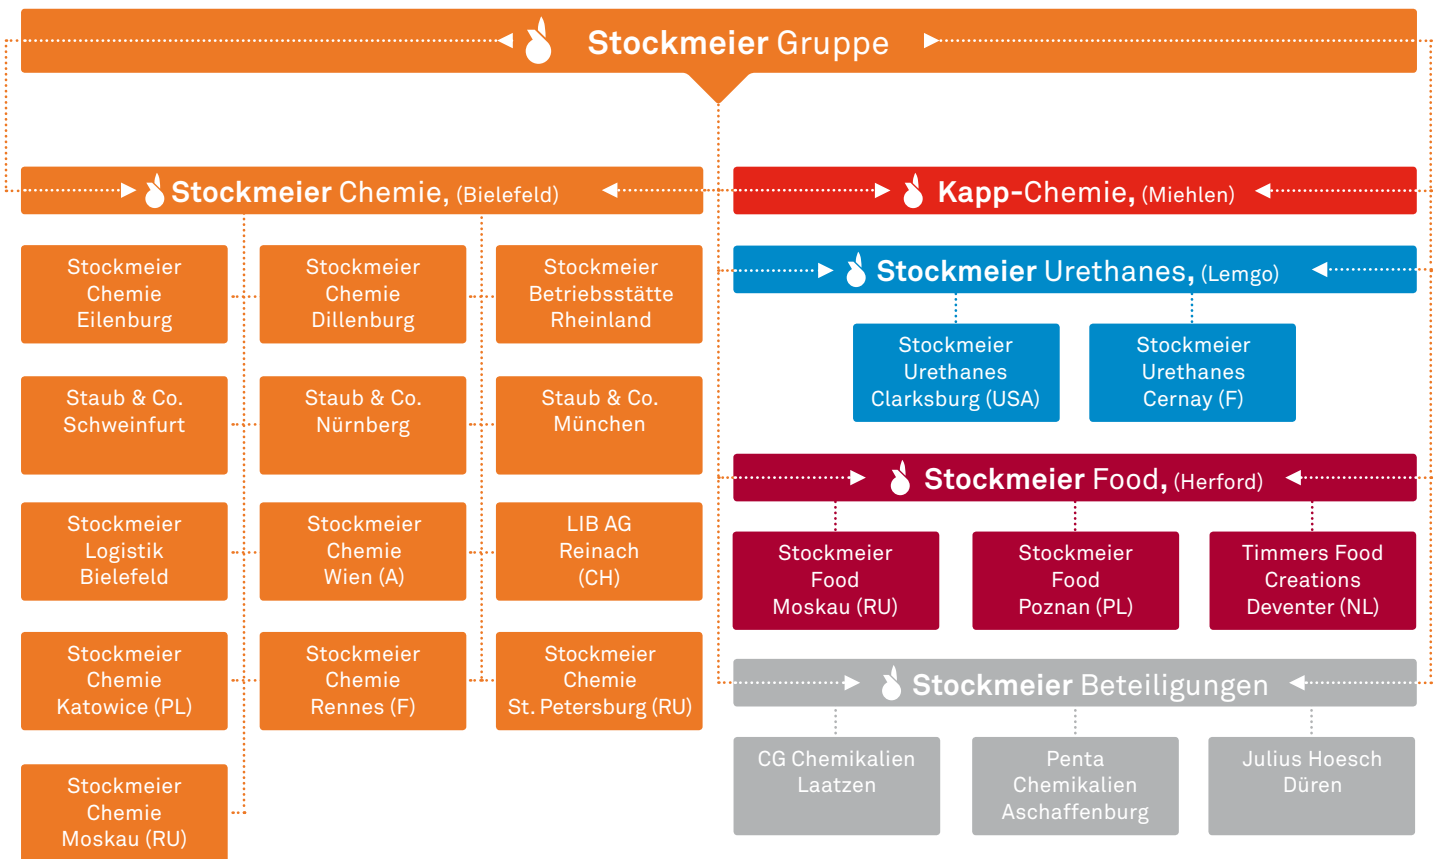 Stockmeier Gruppe
Stockmeier Chemie, (Bielefeld)
Stockmeier
Chemie
Eilenburg
Stockmeier
Chemie
Dillenburg
Stockmeier
Betriebsstätte
Rheinland
Staub & Co.
Schweinfurt
Staub & Co.
Nürnberg
Staub & Co.
München
Stockmeier
Logistik
Bielefeld
Stockmeier
Chemie
Wien (A)
LIB AG
Reinach
(CH)
Stockmeier
Chemie
Katowice (PL)
Stockmeier
Chemie
Rennes (F)
Stockmeier
Chemie
St. Petersburg (RU)
Stockmeier
Chemie
Moskau (RU)
Kapp-Chemie, (Miehlen)
Stockmeier Urethanes, (Lemgo)
Stockmeier
Urethanes
Clarksburg (USA)
Stockmeier
Urethanes
Cernay (F)
Stockmeier Food, (Herford)
Stockmeier
Food
Moskau (RU)
Stockmeier
Food
Poznan (PL)
Timmers Food
Creations
Deventer (NL)
Stockmeier Beteiligungen
CG Chemikalien
Laatzen
Penta
Chemikalien
Aschaffenburg
Julius Hoesch
Düren